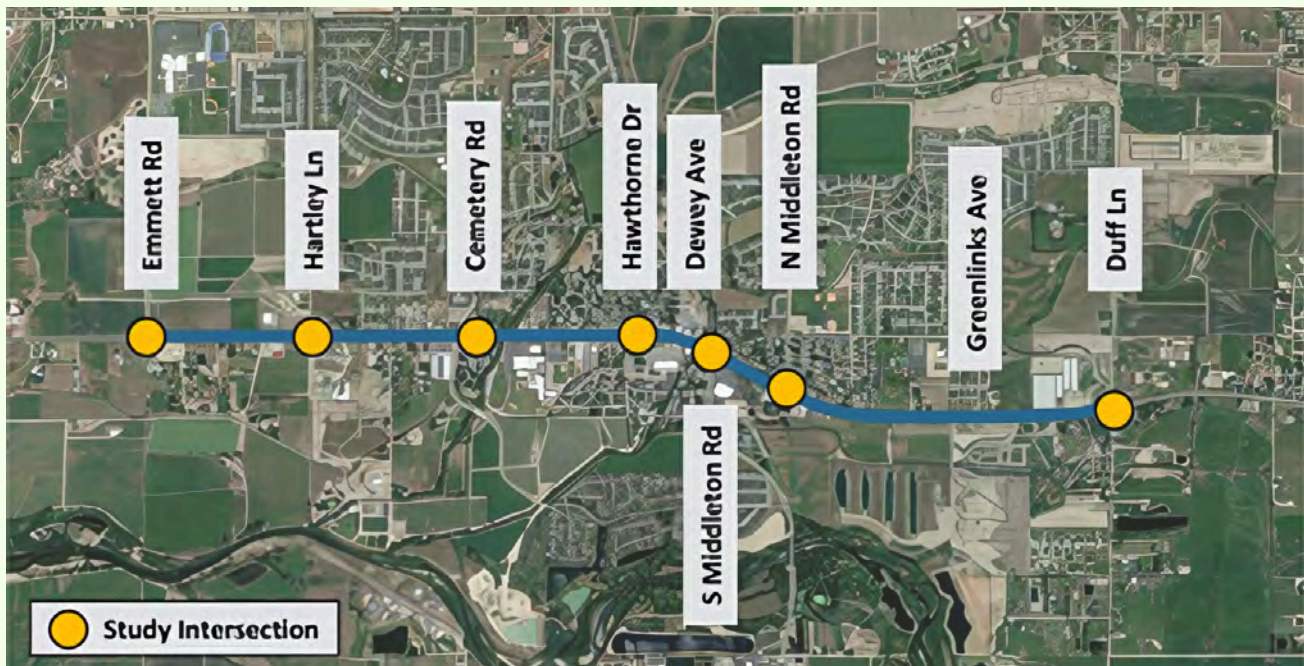 Emmett Rd
Hartley Ln
Cemetery Rd
Hawthorne Dr
Dewey Ave
N Middleton Rd
Greenlinks Ave
Duff Ln
S Middleton Rd
Study Intersection